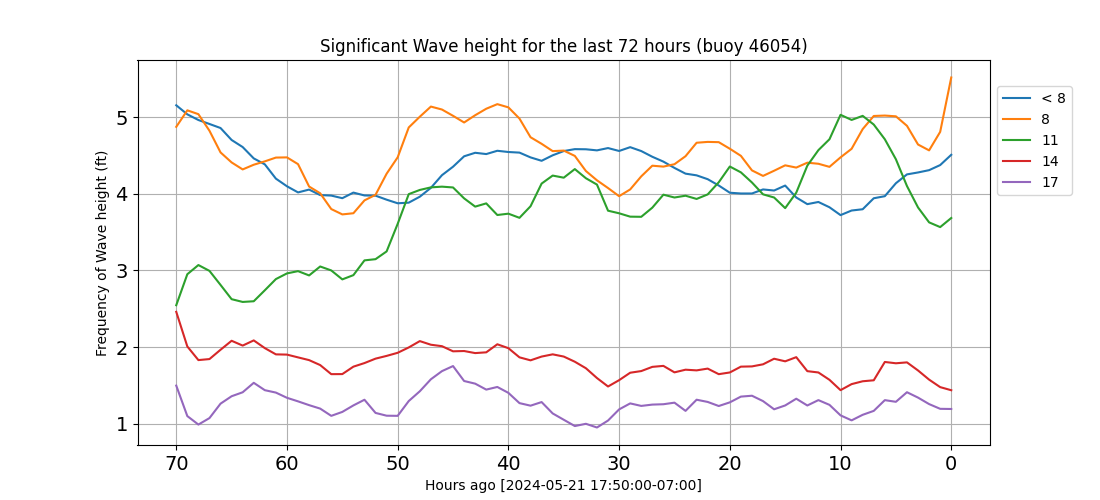 Significant Wave height for the last 72 hours (buoy 46054)
Frequency of Wave height (ft)
5
4
3
2
1
70 60 50 40 30 20 10 0
Hours ago [2024-05-21 17:50:00-07:00]
< 8
8
11
14
17